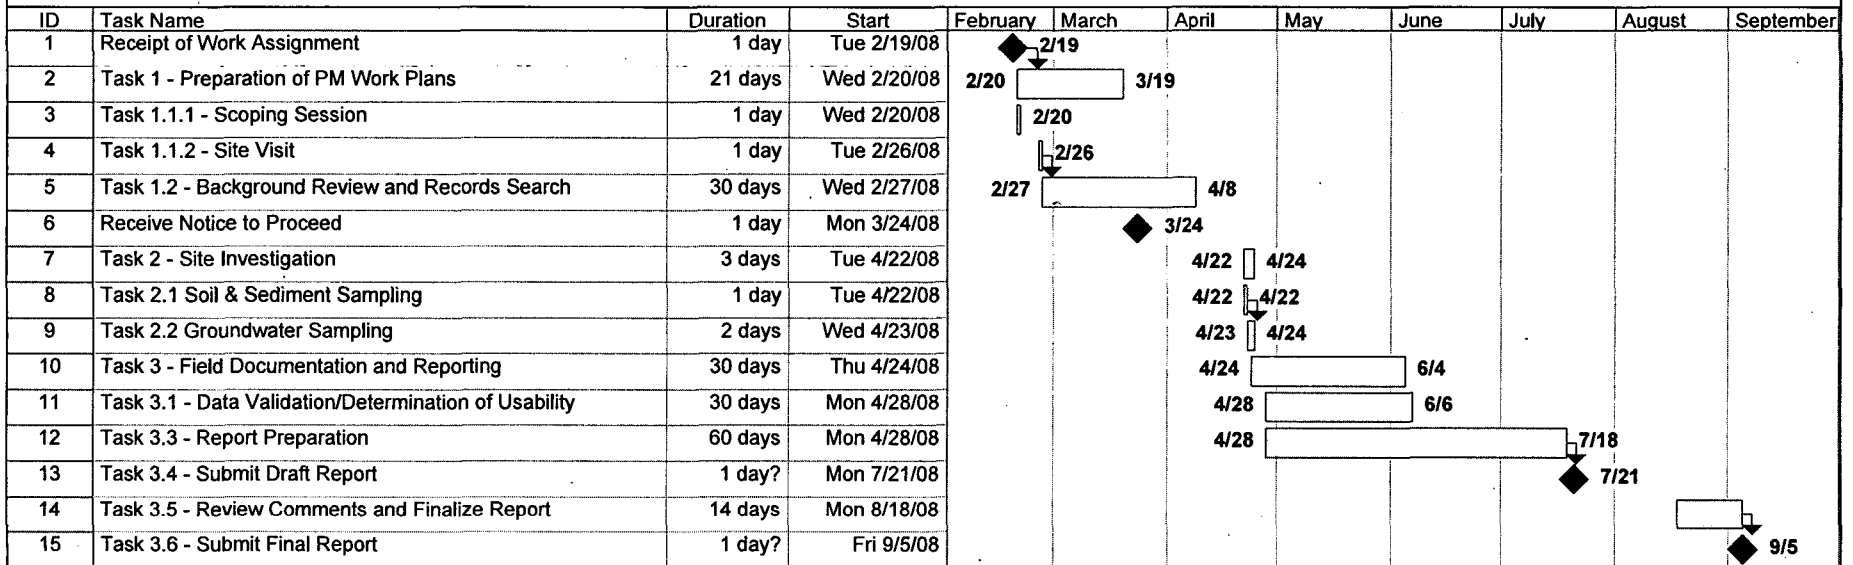 ID Task Name Duration Start February March April May June July August September
1 Receipt of Work Assignment 1 day Tue 2/19/08 2/19
2 Task 1 - Preparation of PM Work Plans 21 days Wed 2/20/08 2/20 3/19
3 Task 1.1.1 - Scoping Session 1 day Wed 2/20/08 2/20
4 Task 1.1.2 - Site Visit 1 day Tue 2/26/08 2/26
5 Task 1.2 - Background Review and Records Search 30 days Wed 2/27/08 2/27 4/8
6 Receive Notice to Proceed 1 day Mon 3/24/08 3/24
7 Task 2 - Site Investigation 3 days Tue 4/22/08 4/22 4/24
8 Task 2.1 Soil & Sediment Sampling 1 day Tue 4/22/08 4/22 4/22
9 Task 2.2 Groundwater Sampling 2 days Wed 4/23/08 4/23 4/24
10 Task 3 - Field Documentation and Reporting 30 days Thu 4/24/08 4/24 6/4
11 Task 3.1 - Data Validation/Determination of Usability 30 days Mon 4/28/08 4/28 6/6
12 Task 3.3 - Report Preparation 60 days Mon 4/28/08 4/28 7/18
13 Task 3.4 - Submit Draft Report 1 day? Mon 7/21/08 7/21
14 Task 3.5 - Review Comments and Finalize Report 14 days Mon 8/18/08
15 Task 3.6 - Submit Final Report 1 day? Fri 9/5/08 9/5